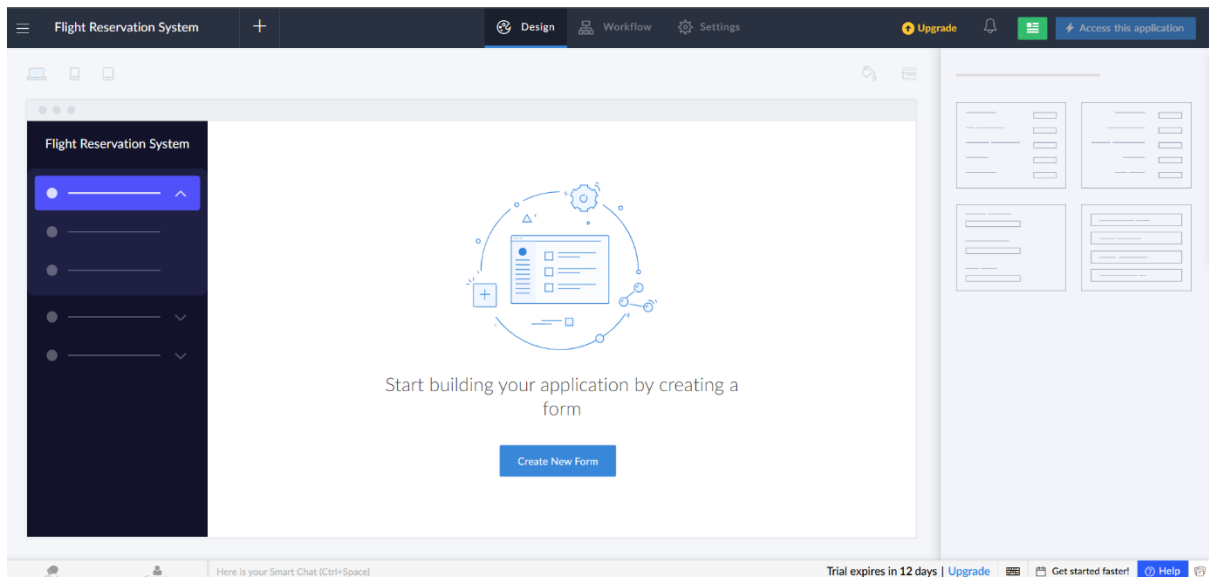 Flight Reservation System
Design
Workflow
Settings
Upgrade
Access this application
Flight Reservation System
Start building your application by creating a
form
Create New Form
Here is your Smart Chat (Ctrl+Space)
Trial expires in 12 days | Upgrade
Get started faster!
Help